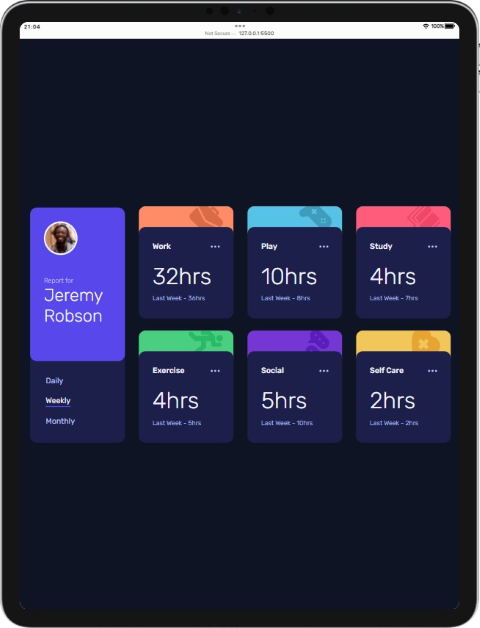 21:04
100%
Not Secure — 127.0.0.1:5500
Report for
Jeremy
Robson
Daily
Weekly
Monthly
Work
32hrs
Last Week - 36hrs
Play
10hrs
Last Week - 8hrs
Study
4hrs
Last Week - 7hrs
Exercise
4hrs
Last Week - 5hrs
Social
5hrs
Last Week - 10hrs
Self Care
2hrs
Last Week - 2hrs